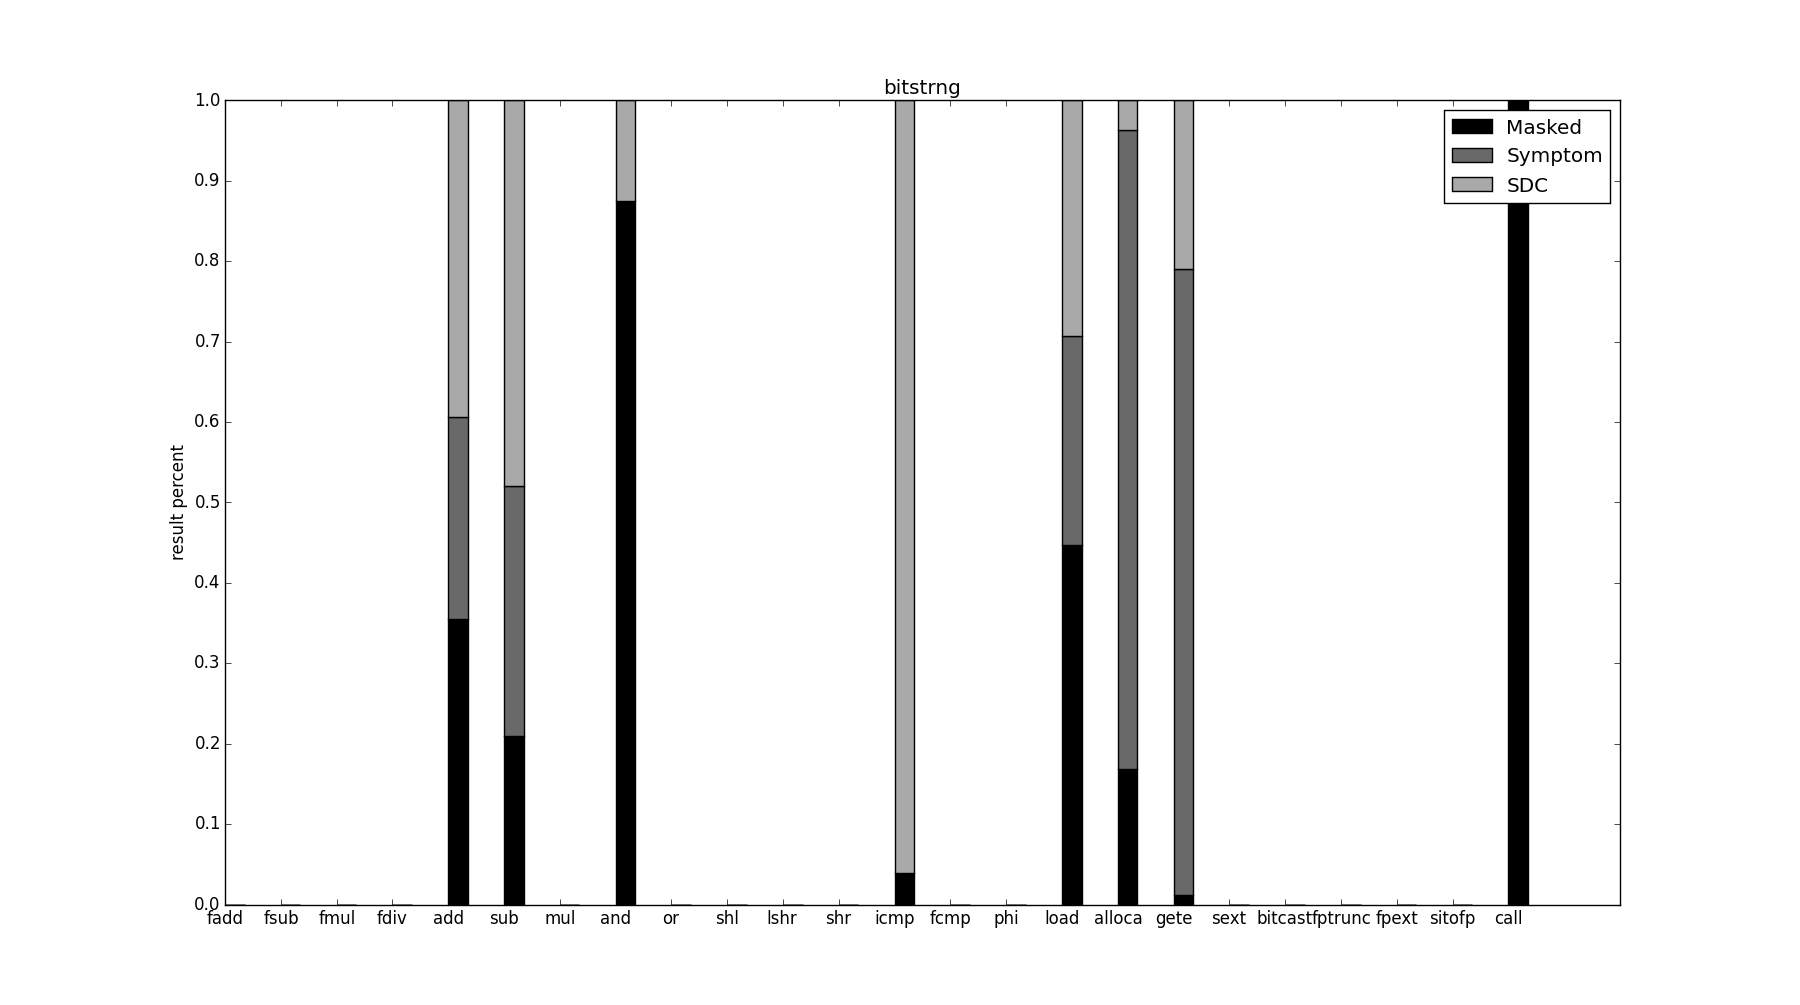 bitstrng
1.0
0.9
0.8
0.7
0.6
0.5
0.4
0.3
0.2
0.1
0.0
result percent
Masked
Symptom
SDC
fadd fsub fmul fdiv add sub mul and or shl lshr shr icmp fcmp phi load alloca gete sext bitcast fptrunc fpext sitofp call